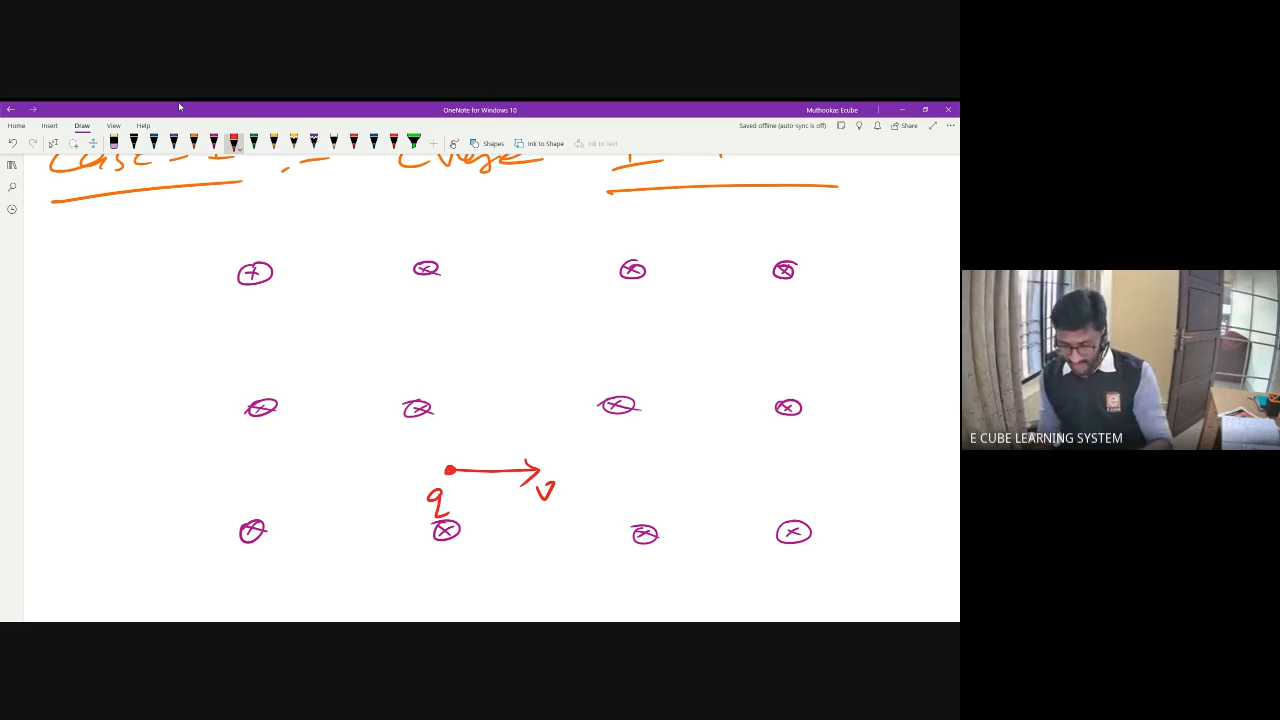 OneNote for Windows 10
Muthookas Ecube
Home Insert Draw View Help
Saved offline (auto-sync is off)
Share
Shapes
Ink to Shape
Ink to Text
q
v
E CUBE LEARNING SYSTEM